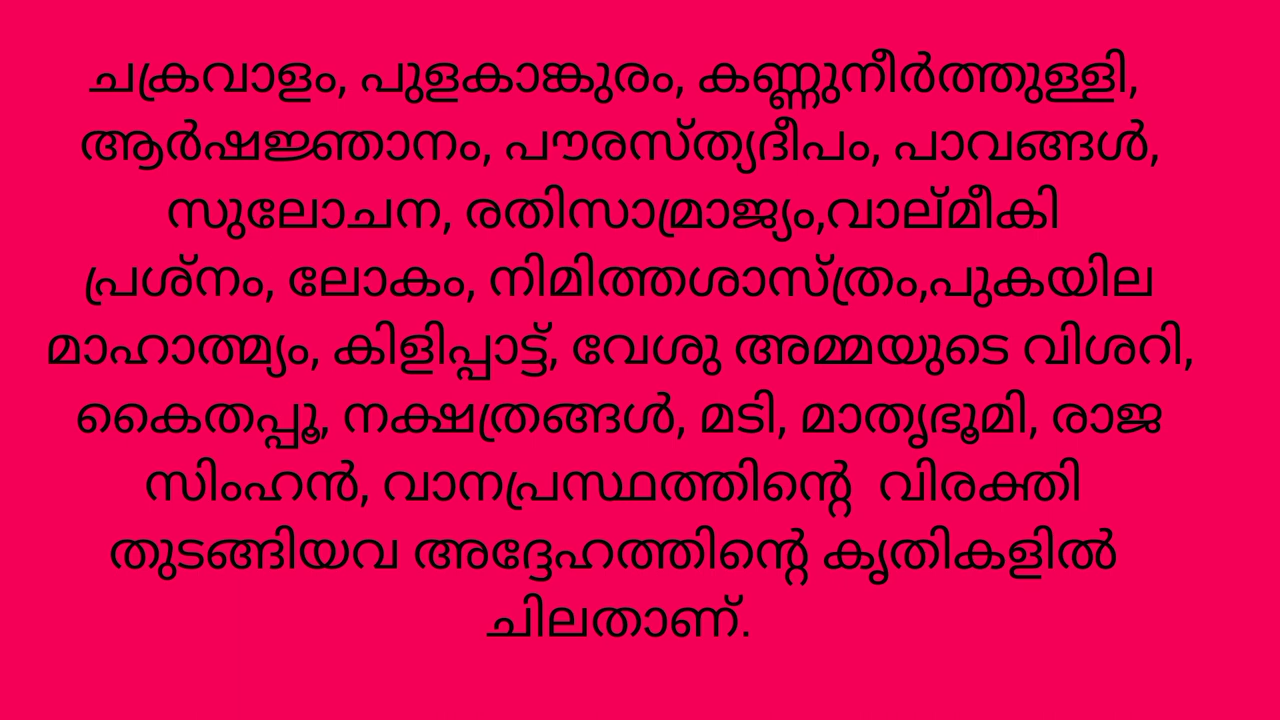 ചക്രവാളം, പുളകാങ്കുരം, കണ്ണുനീർത്തുള്ളി,
ആർഷജ്ഞാനം, പൗരസ്ത്യദീപം, പാവങ്ങൾ,
സുലോചന, രതിസാമ്രാജ്യം,വാല്മീകി
പ്രശ്നം, ലോകം, നിമിത്തശാസ്ത്രം,പുകയില
മാഹാത്മ്യം, കിളിപ്പാട്ട്, വേശു അമ്മയുടെ വിശറി,
കൈതപ്പൂ, നക്ഷത്രങ്ങൾ, മടി, മാതൃഭൂമി, രാജ
സിംഹൻ, വാനപ്രസ്ഥത്തിന്റെ  വിരക്തി
തുടങ്ങിയവ അദ്ദേഹത്തിന്റെ കൃതികളിൽ
ചിലതാണ്.